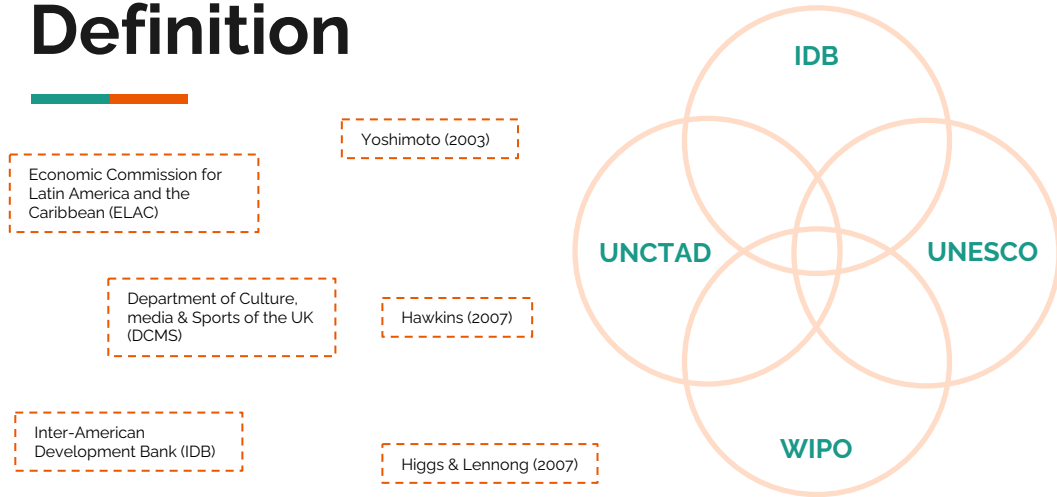 Definition
Yoshimoto (2003)
Economic Commission for
Latin America and the
Caribbean (ELAC)
Department of Culture,
media & Sports of the UK
(DCMS)
Hawkins (2007)
Inter-American
Development Bank (IDB)
Higgs & Lennong (2007)
IDB
UNCTAD
UNESCO
WIPO